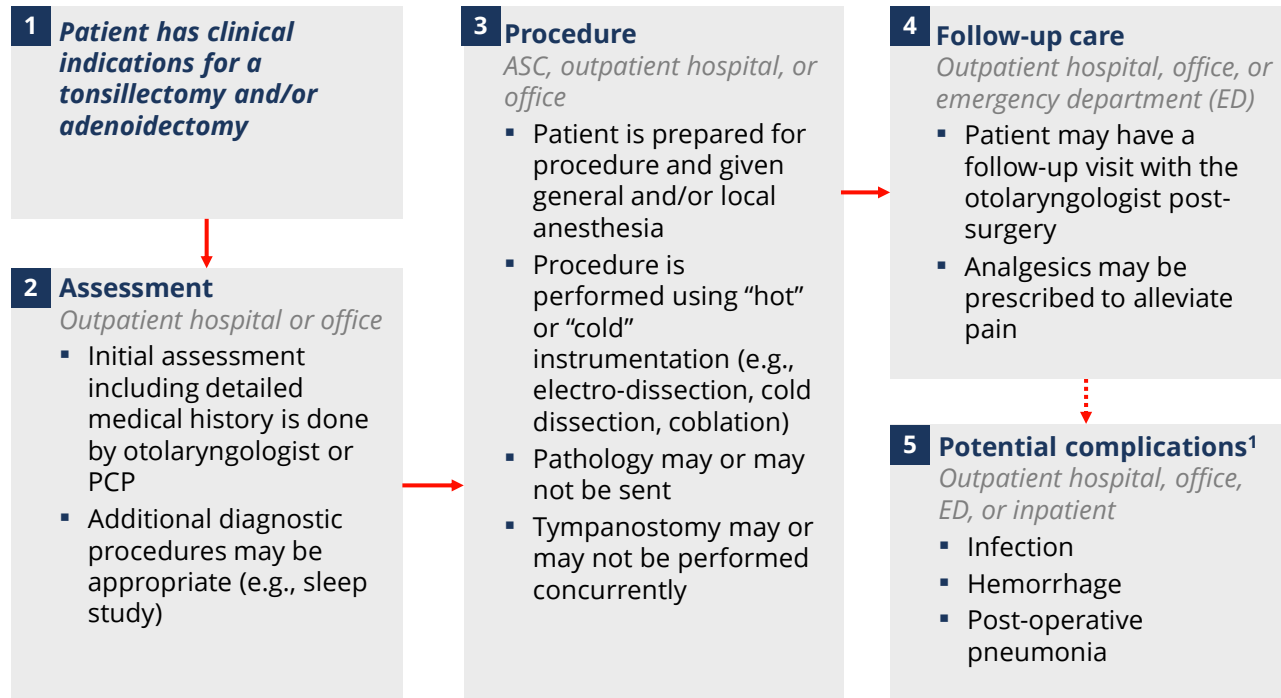 1
Patient has clinical
indications for a
tonsillectomy and/or
adenoidectomy
2
Assessment
Outpatient hospital or office
▪ Initial assessment
including detailed
medical history is done
by otolaryngologist or
PCP
▪ Additional diagnostic
procedures may be
appropriate (e.g., sleep
study)
3
Procedure
ASC, outpatient hospital, or
office
▪ Patient is prepared for
procedure and given
general and/or local
anesthesia
▪ Procedure is
performed using “hot”
or “cold”
instrumentation (e.g.,
electro-dissection, cold
dissection, coblation)
▪ Pathology may or may
not be sent
▪ Tympanostomy may or
may not be performed
concurrently
4
Follow-up care
Outpatient hospital, office, or
emergency department (ED)
▪ Patient may have a
follow-up visit with the
otolaryngologist post-
surgery
▪ Analgesics may be
prescribed to alleviate
pain
5
Potential complications¹
Outpatient hospital, office,
ED, or inpatient
▪ Infection
▪ Hemorrhage
▪ Post-operative
pneumonia